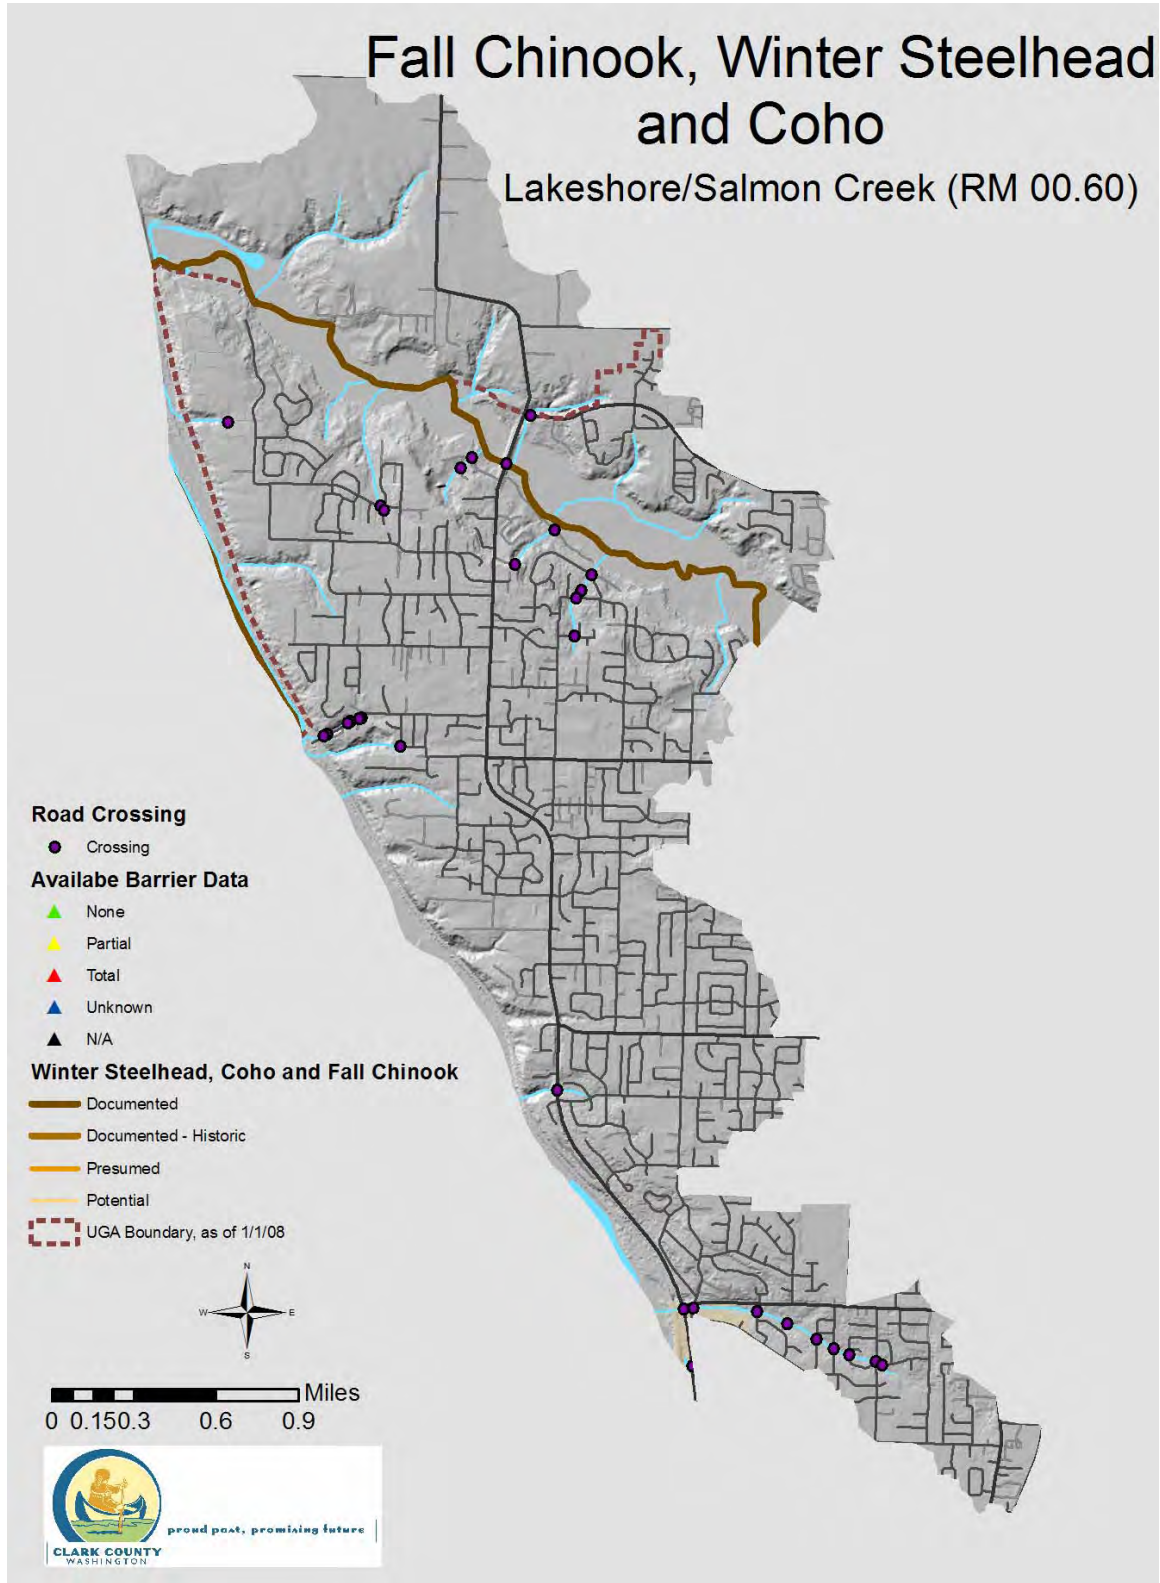 Fall Chinook, Winter Steelhead
and Coho
Lakeshore/Salmon Creek (RM 00.60)
Road Crossing
Crossing
Availabe Barrier Data
None
Partial
Total
Unknown
N/A
Winter Steelhead, Coho and Fall Chinook
Documented
Documented - Historic
Presumed
Potential
UGA Boundary, as of 1/1/08
N
W
E
S
Miles
0 0.15 0.3 0.6 0.9
proud past, promising future
CLARK COUNTY
WASHINGTON